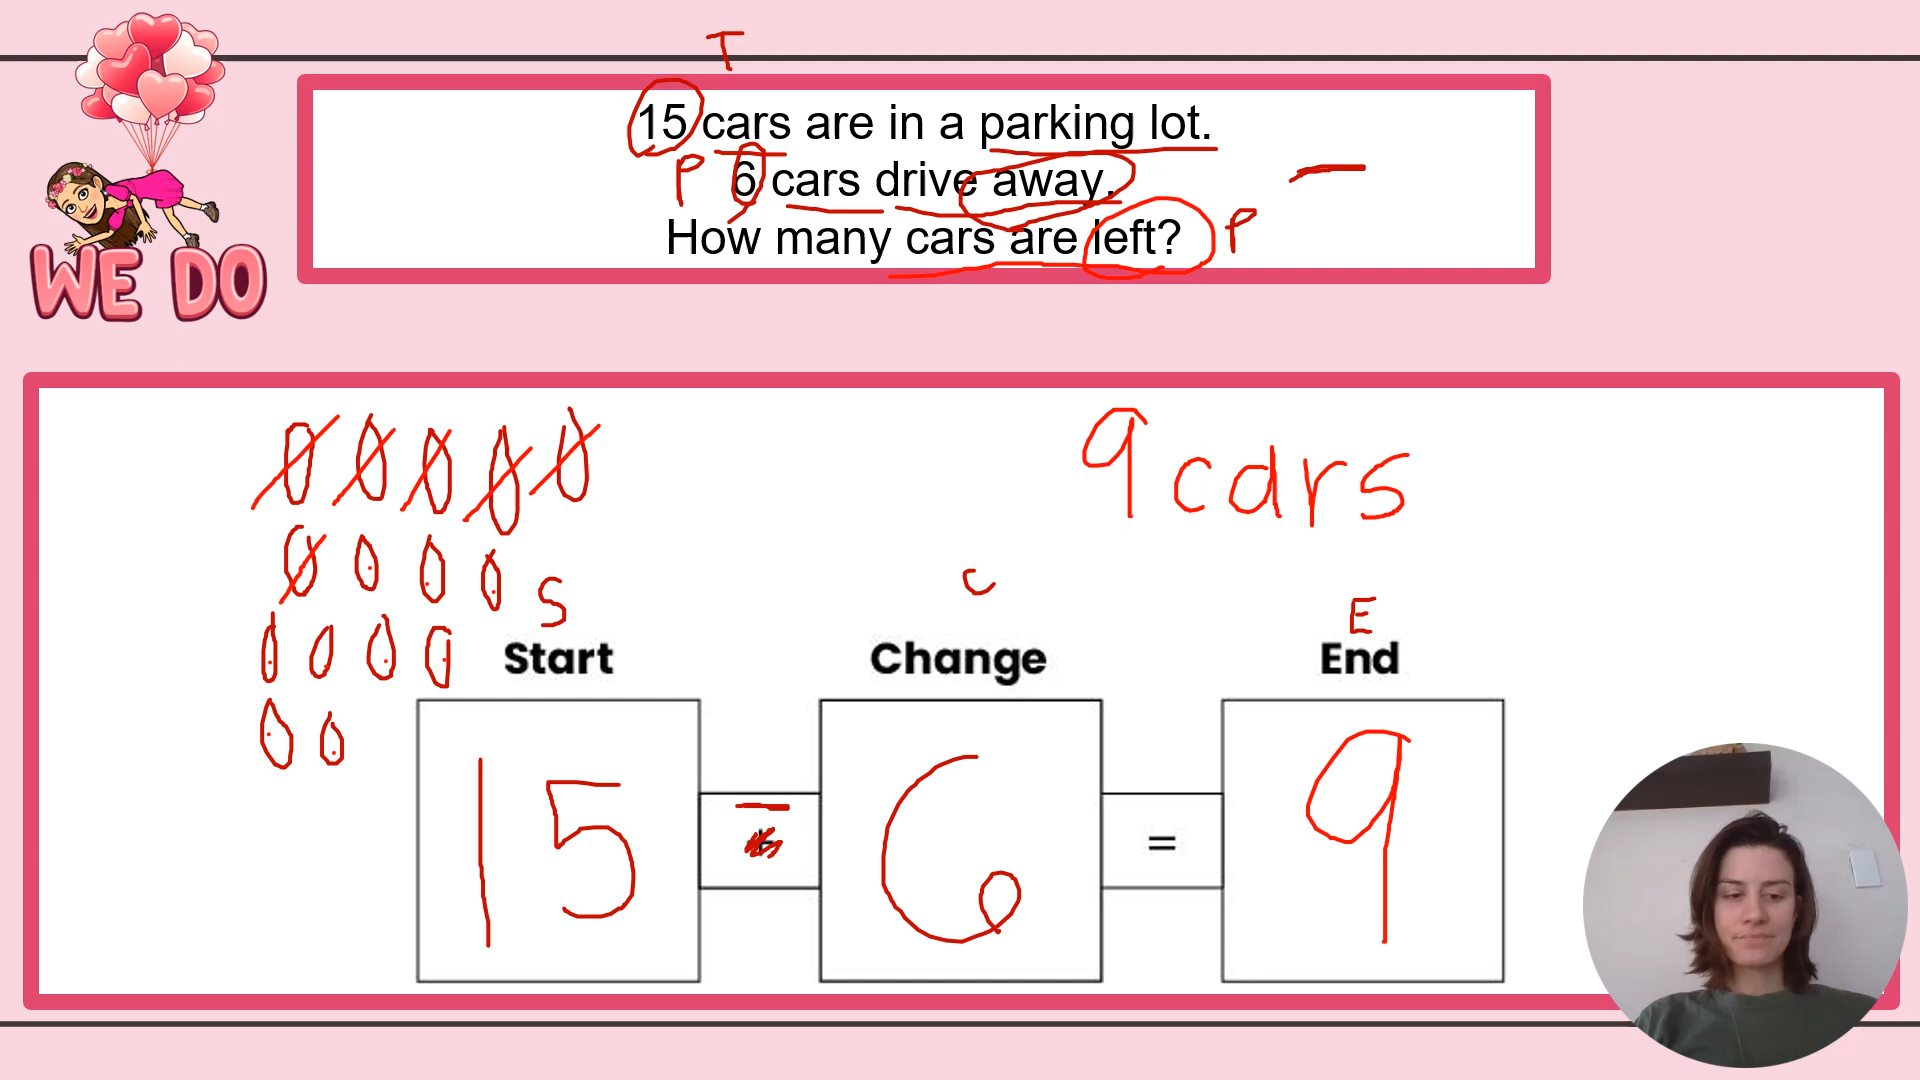 T
15 cars are in a parking lot.
P 6 cars drive away. —
How many cars are left? P
WE DO
9 cars
S C E
Start Change End
15 - 6 = 9